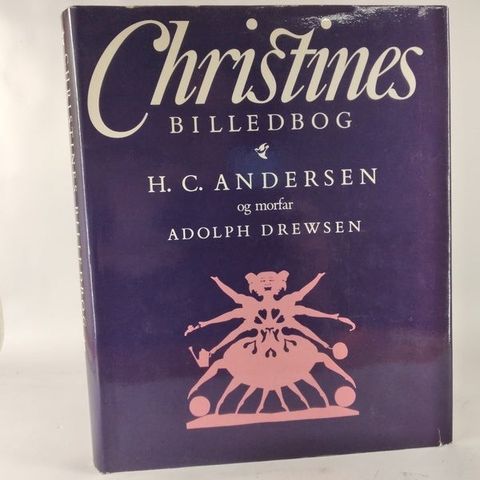 Christines
BILLEDBOG
H. C. ANDERSEN
og morfar
ADOLPH DREWSEN